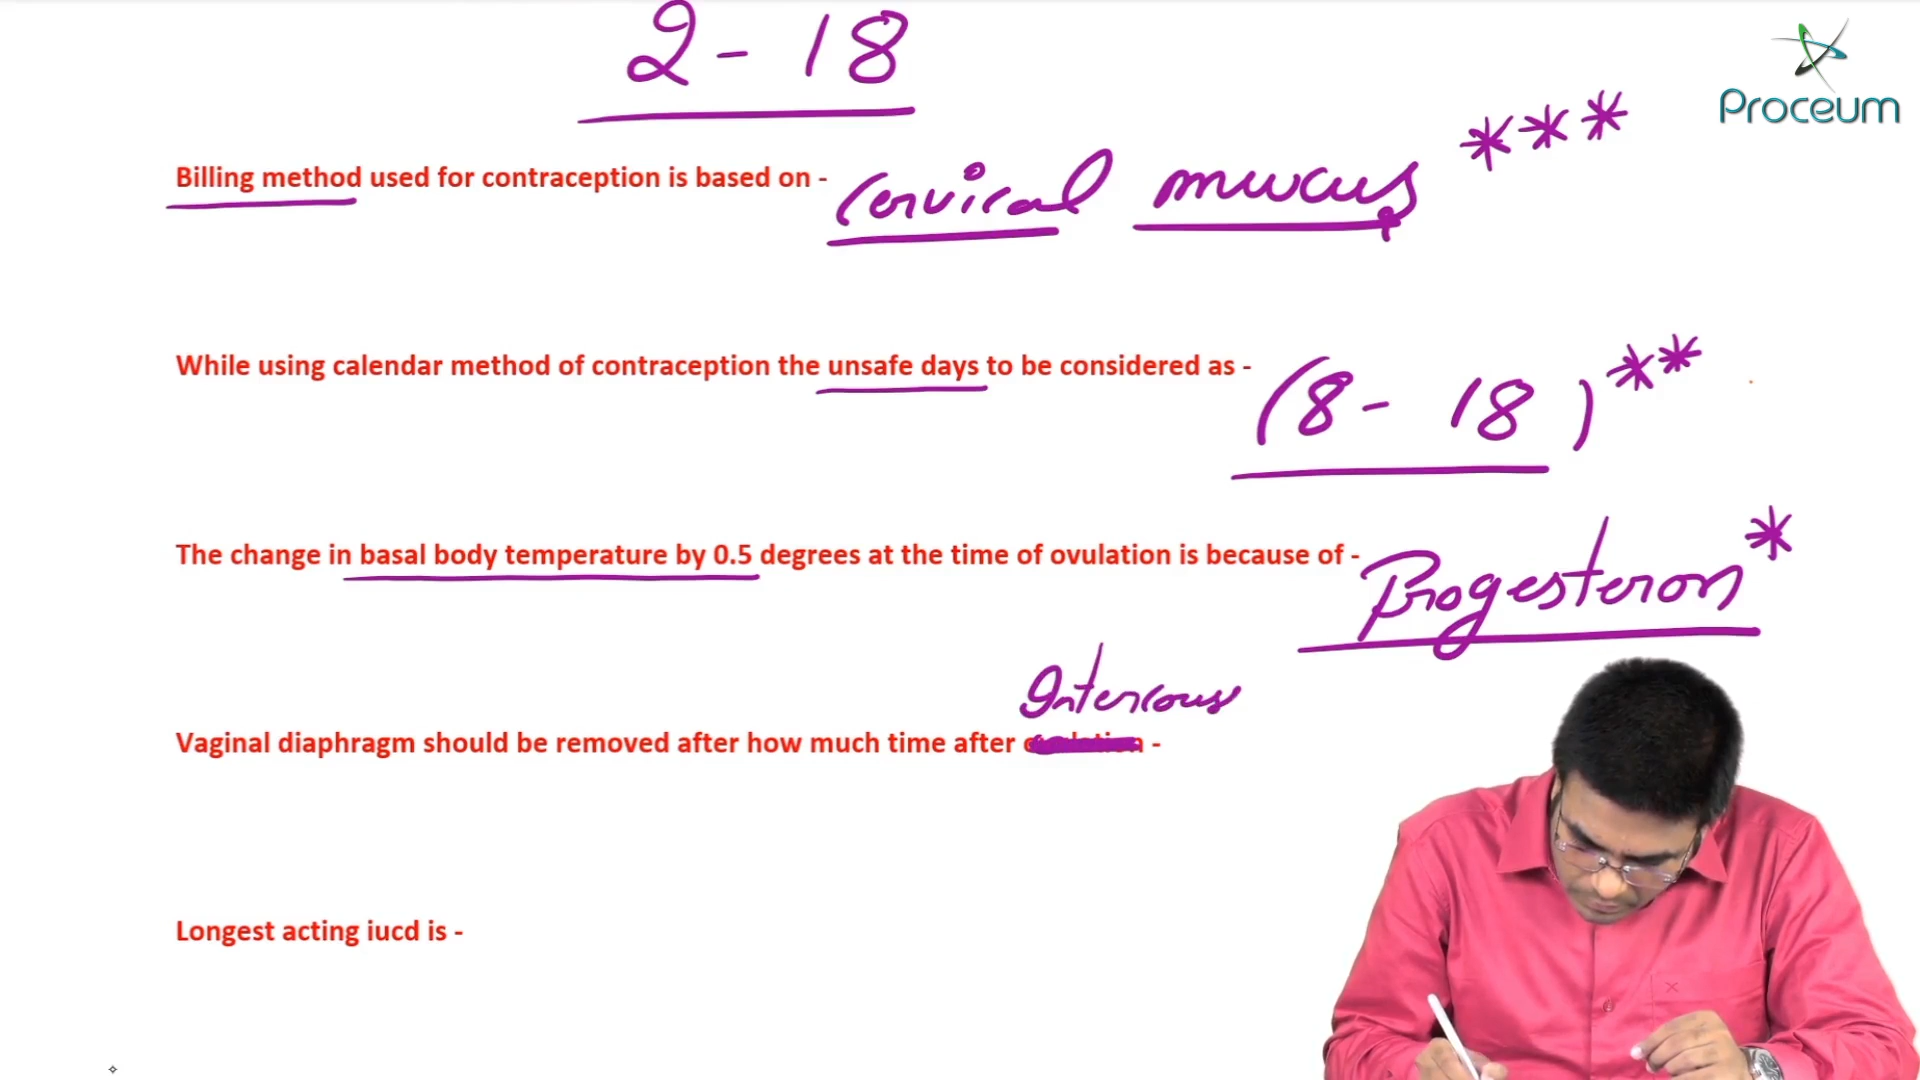 2 - 18
Proceum
Billing method used for contraception is based on - Cervical mucus ***
While using calendar method of contraception the unsafe days to be considered as - (8 - 18) **
The change in basal body temperature by 0.5 degrees at the time of ovulation is because of - Progesteron *
Intercous
Vaginal diaphragm should be removed after how much time after ovulation -
Longest acting iucd is -